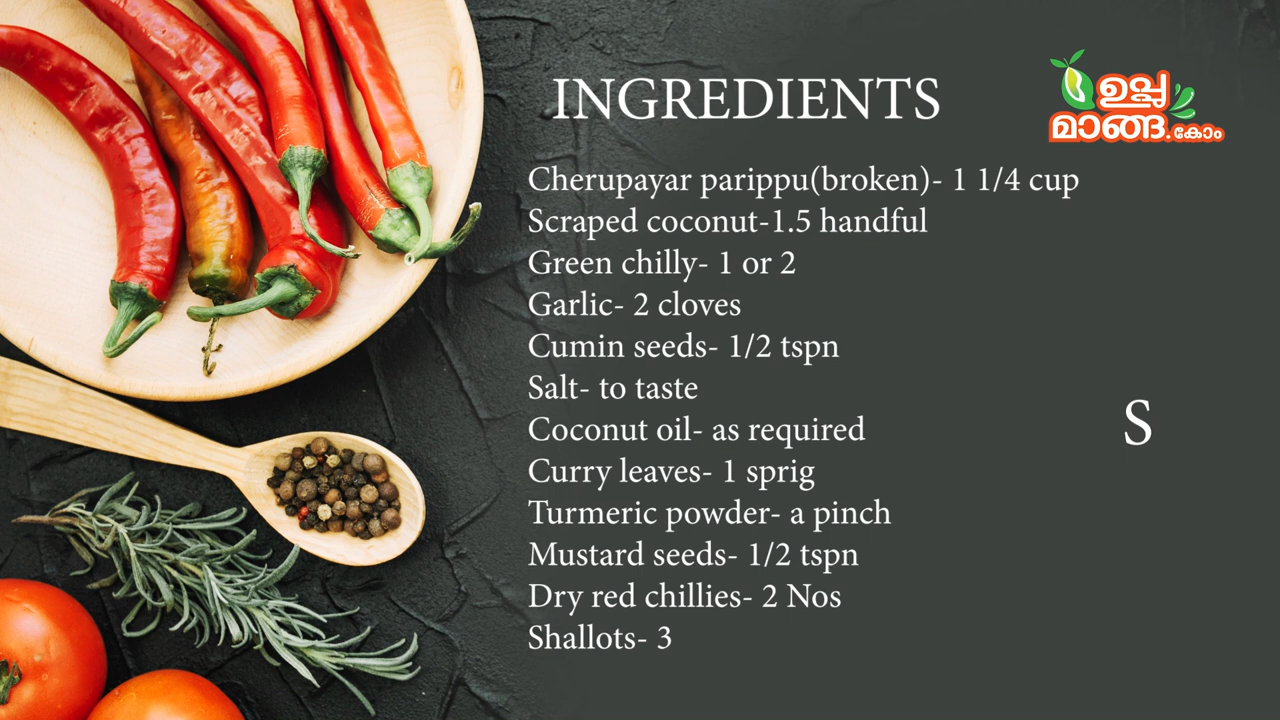 INGREDIENTS
ഉപ്പു
മാങ്ങ.കോം
Cherupayar parippu(broken)- 1 1/4 cup
Scraped coconut-1.5 handful
Green chilly- 1 or 2
Garlic- 2 cloves
Cumin seeds- 1/2 tspn
Salt- to taste
Coconut oil- as required
S
Curry leaves- 1 sprig
Turmeric powder- a pinch
Mustard seeds- 1/2 tspn
Dry red chillies- 2 Nos
Shallots- 3